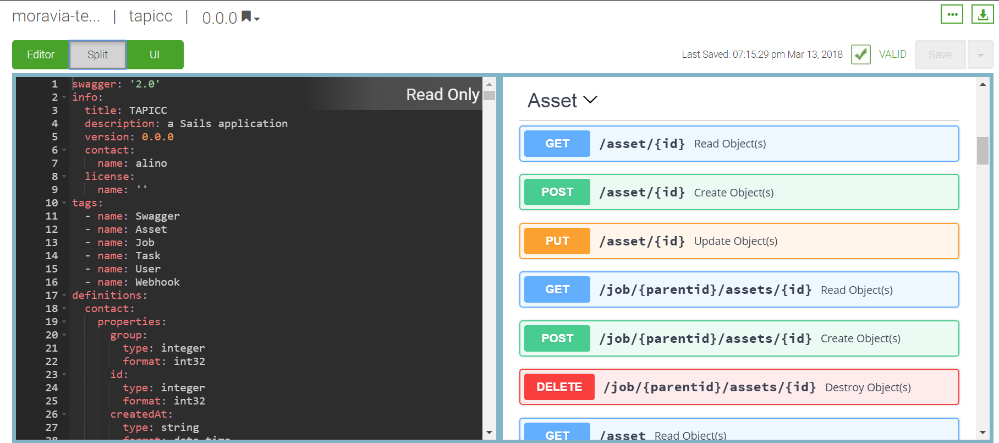 moravia-te... | tapicc | 0.0.0
Editor Split UI
Last Saved: 07:15:29 pm Mar 13, 2018 VALID Save
Read Only
1 swagger: '2.0'
2 info:
3 title: TAPICC
4 description: a Sails application
5 version: 0.0.0
6 contact:
7 name: alino
8 license:
9 name: ''
10 tags:
11 - name: Swagger
12 - name: Asset
13 - name: Job
14 - name: Task
15 - name: User
16 - name: Webhook
17 definitions:
18 contact:
19 properties:
20 group:
21 type: integer
22 format: int32
23 id:
24 type: integer
25 format: int32
26 createdAt:
27 type: string
28 format: date-time
Asset
GET /asset/{id} Read Object(s)
POST /asset/{id} Create Object(s)
PUT /asset/{id} Update Object(s)
GET /job/{parentid}/assets/{id} Read Object(s)
POST /job/{parentid}/assets/{id} Create Object(s)
DELETE /job/{parentid}/assets/{id} Destroy Object(s)
GET /asset Read Object(s)